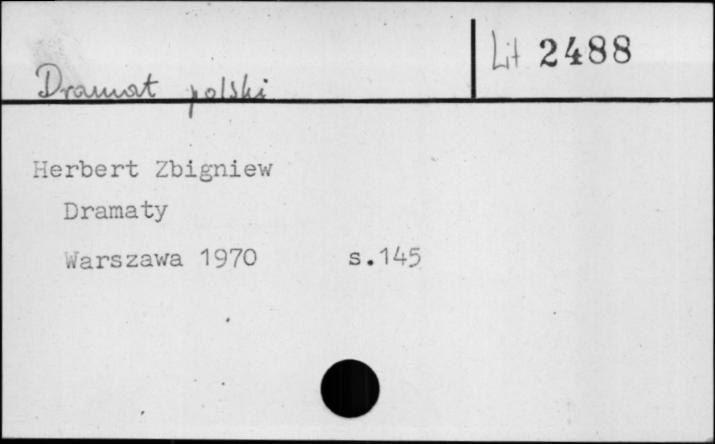 Dramat polski
Lit 2488
Herbert Zbigniew
Dramaty
Warszawa 1970 s.145